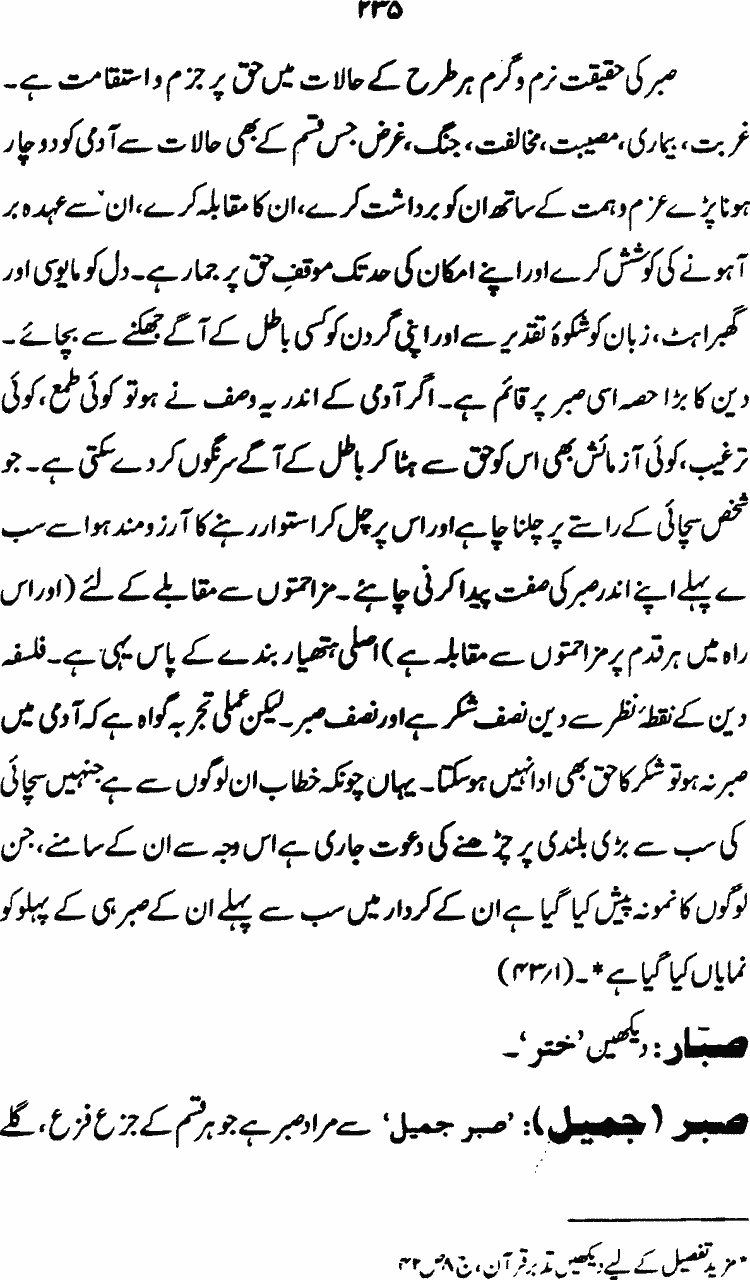 ۲۳۵
صبر کی حقیقت نرم و گرم ہر طرح کے حالات میں حق پر جزم و استقامت ہے۔
غربت، بیماری، مصیبت، مخالفت، جنگ، غرض جس قسم کے بھی حالات سے آدمی کو دوچار
ہونا پڑے عزم و ہمت کے ساتھ ان کو برداشت کرے، ان کا مقابلہ کرے، ان سے عہدہ بر
آ ہونے کی کوشش کرے اور اپنے امکان کی حد تک موقفِ حق پر جما رہے۔ دل کو مایوسی اور
گھبراہٹ، زبان کو شکوۂ تقدیر سے اور اپنی گردن کو کسی باطل کے آگے جھکنے سے بچائے۔
دین کا بڑا حصہ اسی صبر پر قائم ہے۔ اگر آدمی کے اندر یہ وصف نے ہو تو کوئی طمع، کوئی
ترغیب، کوئی آزمائش بھی اس کو حق سے ہٹا کر باطل کے آگے سرنگوں کر دے سکتی ہے۔ جو
شخص سچائی کے راستے پر چلنا چاہے اور اس پر چل کر استوار رہنے کا آرزومند ہو اسے سب
ے پہلے اپنے اندر صبر کی صفت پیدا کرنی چاہئے۔ مزاحمتوں سے مقابلے کے لئے (اور اس
راہ میں ہر قدم پر مزاحمتوں سے مقابلہ ہے) اصلی ہتھیار بندے کے پاس یہی ہے۔ فلسفہ
دین کے نقطۂ نظر سے دین نصف شکر ہے اور نصف صبر۔ لیکن عملی تجربہ گواہ ہے کہ آدمی میں
صبر نہ ہو تو شکر کا حق بھی ادا نہیں ہو سکتا۔ یہاں چونکہ خطاب ان لوگوں سے ہے جنہیں سچائی
کی سب سے بڑی بلندی پر چڑھنے کی دعوت جاری ہے اس وجہ سے ان کے سامنے، جن
لوگوں کا نمونہ پیش کیا گیا ہے ان کے کردار میں سب سے پہلے ان کے صبر ہی کے پہلو کو
نمایاں کیا گیا ہے*۔ (۴۳/۱)
صبّار: دیکھیں ’ختر‘۔
صبر (جمیل): ’صبر جمیل‘ سے مراد صبر ہے جو ہر قسم کے جزع فزع، گلے
*مزید تفصیل کے لیے دیکھیں تدبر قرآن، ج ۸ ص ۴۲